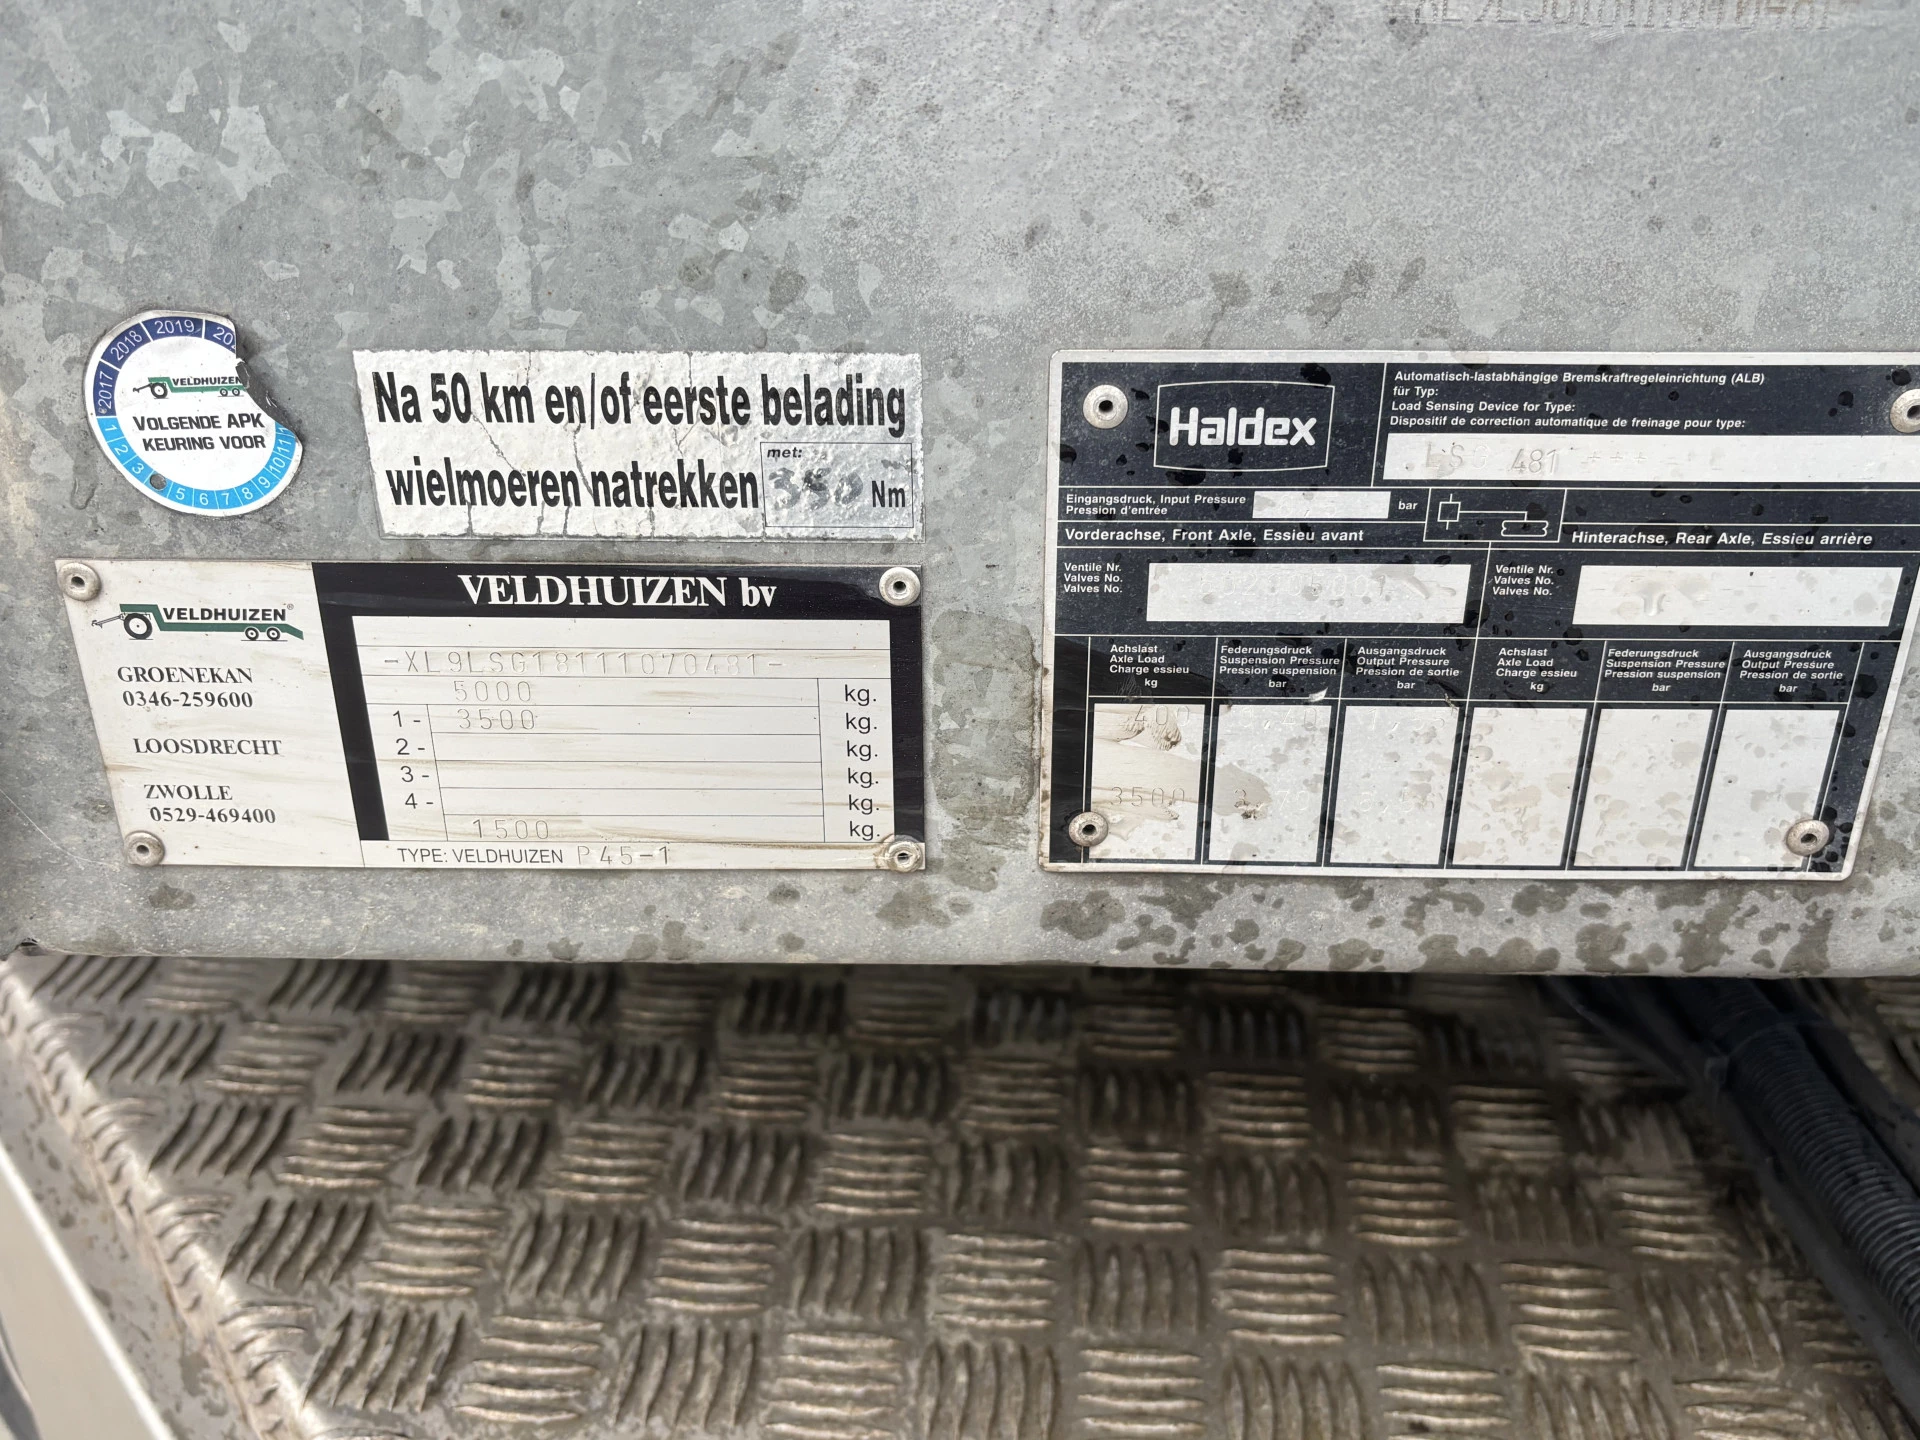 2017 2018 2019
VELDHUIZEN
VOLGENDE APK
KEURING VOOR
1 2 3 5 6 7 8 9 10 11
Na 50 km en/of eerste belading
wielmoeren natrekken
met:
Nm
VELDHUIZEN®
GROENEKAN
0346-259600
LOOSDRECHT
ZWOLLE
0529-469400
VELDHUIZEN bv
-XL9LSG18111070481-
5000 kg.
1- 3500 kg.
2- kg.
3- kg.
4- kg.
1500 kg.
TYPE: VELDHUIZEN P45-1
Haldex
Automatisch-lastabhängige Bremskraftregeleinrichtung (ALB)
für Typ:
Load Sensing Device for Type:
Dispositif de correction automatique de freinage pour type:
481
Eingangsdruck, Input Pressure
Pression d'entrée
bar
Vorderachse, Front Axle, Essieu avant
Hinterachse, Rear Axle, Essieu arrière
Ventile Nr.
Valves No.
Valves No.
Ventile Nr.
Valves No.
Valves No.
Achslast
Axle Load
Charge essieu
kg
Federungsdruck
Suspension Pressure
Pression suspension
bar
Ausgangsdruck
Output Pressure
Pression de sortie
bar
Achslast
Axle Load
Charge essieu
kg
Federungsdruck
Suspension Pressure
Pression suspension
bar
Ausgangsdruck
Output Pressure
Pression de sortie
bar
3500